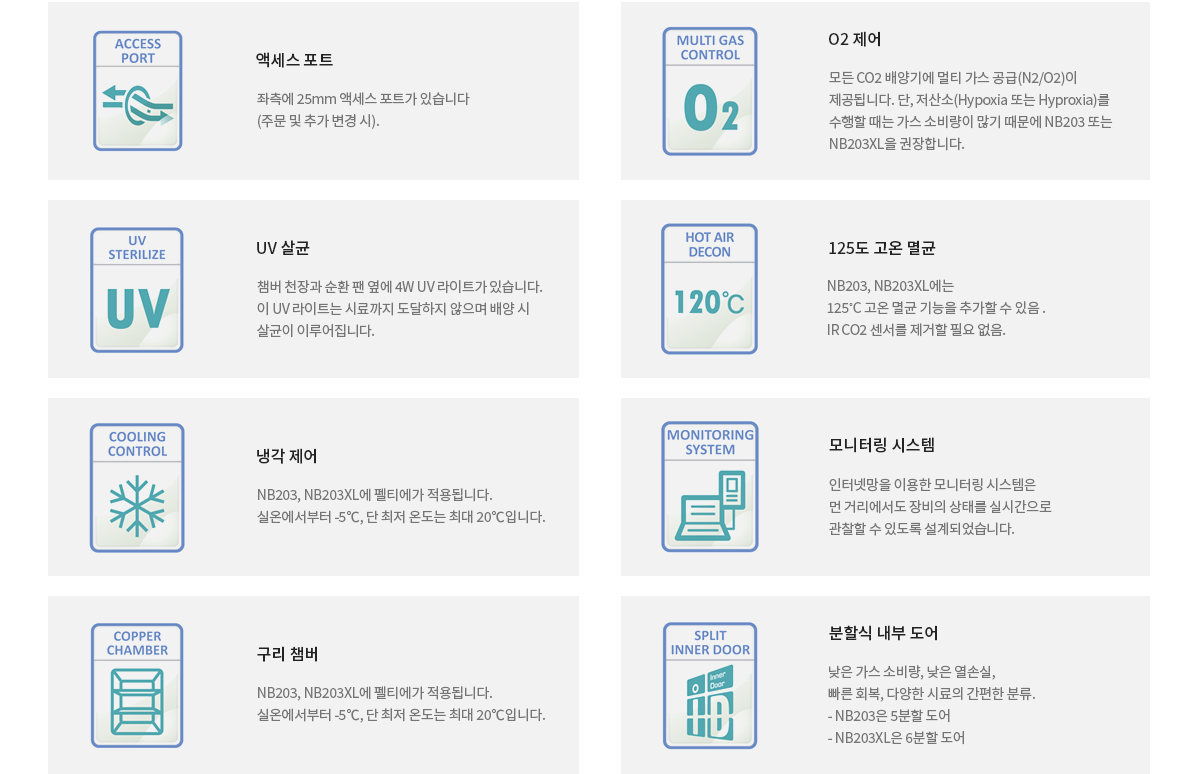 ACCESS
PORT
액세스 포트
좌측에 25mm 액세스 포트가 있습니다
(주문 및 추가 변경 시).
MULTI GAS
CONTROL
O2
O2 제어
모든 CO2 배양기에 멀티 가스 공급(N2/O2)이
제공됩니다. 단, 저산소(Hypoxia 또는 Hyproxia)를
수행할 때는 가스 소비량이 많기 때문에 NB203 또는
NB203XL을 권장합니다.
UV
STERILIZE
UV
UV 살균
챔버 천장과 순환 팬 옆에 4W UV 라이트가 있습니다.
이 UV 라이트는 시료까지 도달하지 않으며 배양 시
살균이 이루어집니다.
HOT AIR
DECON
120℃
125도 고온 멸균
NB203, NB203XL에는
125℃ 고온 멸균 기능을 추가할 수 있음 .
IR CO2 센서를 제거할 필요 없음.
COOLING
CONTROL
냉각 제어
NB203, NB203XL에 펠티에가 적용됩니다.
실온에서부터 -5℃, 단 최저 온도는 최대 20℃입니다.
MONITORING
SYSTEM
모니터링 시스템
인터넷망을 이용한 모니터링 시스템은
먼 거리에서도 장비의 상태를 실시간으로
관찰할 수 있도록 설계되었습니다.
COPPER
CHAMBER
구리 챔버
NB203, NB203XL에 펠티에가 적용됩니다.
실온에서부터 -5℃, 단 최저 온도는 최대 20℃입니다.
SPLIT
INNER DOOR
Inner
Door
ID
분할식 내부 도어
낮은 가스 소비량, 낮은 열손실,
빠른 회복, 다양한 시료의 간편한 분류.
- NB203은 5분할 도어
- NB203XL은 6분할 도어